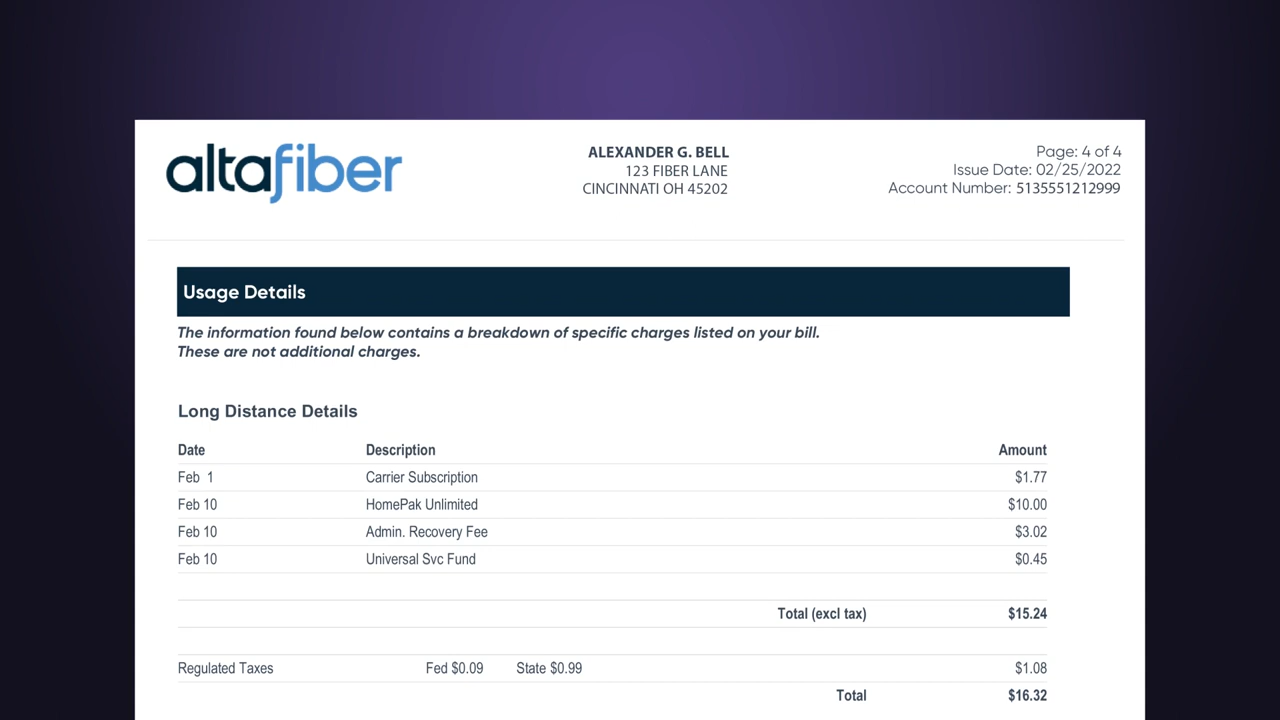 altafiber
ALEXANDER G. BELL
123 FIBER LANE
CINCINNATI OH 45202
Page: 4 of 4
Issue Date: 02/25/2022
Account Number: 5135551212999
Usage Details
The information found below contains a breakdown of specific charges listed on your bill.
These are not additional charges.
Long Distance Details
Date Description Amount
Feb 1 Carrier Subscription $1.77
Feb 10 HomePak Unlimited $10.00
Feb 10 Admin. Recovery Fee $3.02
Feb 10 Universal Svc Fund $0.45
Total (excl tax) $15.24
Regulated Taxes Fed $0.09 State $0.99 $1.08
Total $16.32